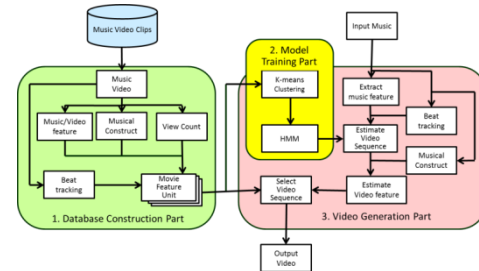 Music Video Clips
Music
Video
Music/Video
feature
Musical
Construct
View Count
Beat
tracking
Movie
Feature
Unit
1. Database Construction Part
2. Model
Training Part
K-means
Clustering
HMM
Input Music
Extract
music feature
Beat
tracking
Estimate
Video
Sequence
Musical
Construct
Estimate
Video feature
Select
Video
Sequence
3. Video Generation Part
Output
Video